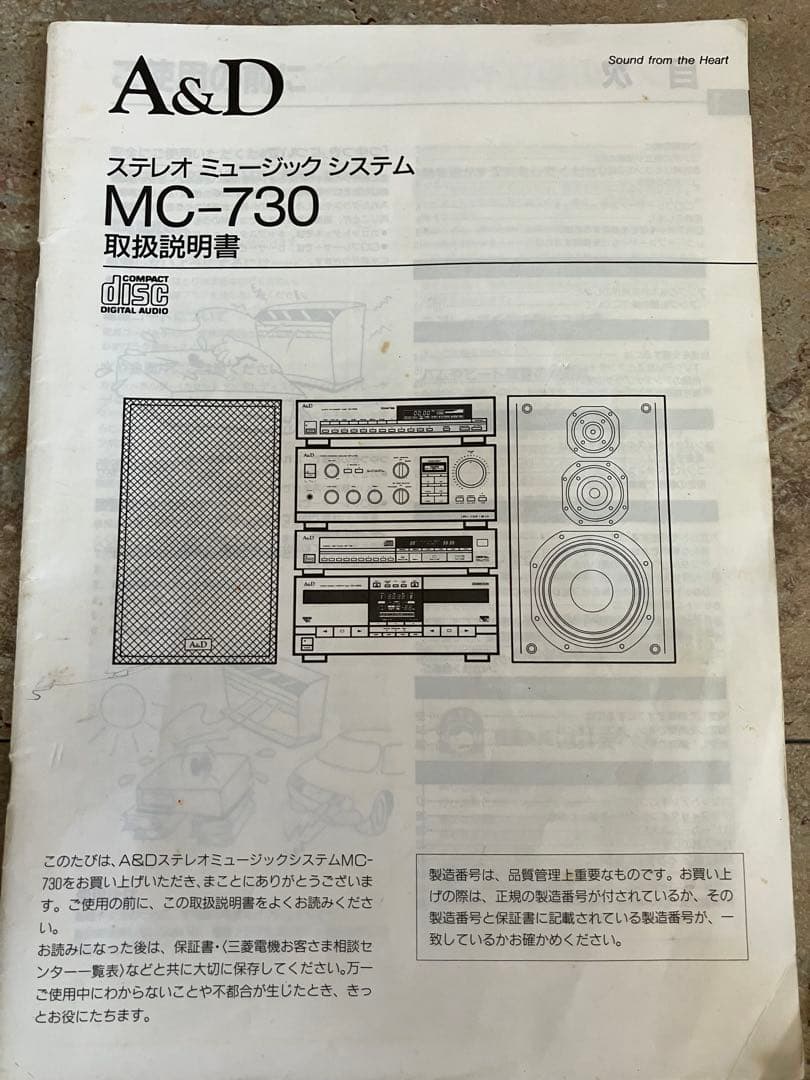 A&D
Sound from the Heart
ステレオ ミュージック システム
MC-730
取扱説明書
COMPACT
disc
DIGITAL AUDIO
A&D
A&D
A&D
A&D
A&D
このたびは、A&DステレオミュージックシステムMC-
730をお買い上げいただき、まことにありがとうございま
す。ご使用の前に、この取扱説明書をよくお読みくださ
い。
お読みになった後は、保証書・〈三菱電機お客さま相談セ
ンター一覧表〉などと共に大切に保存してください。万一
ご使用中にわからないことや不都合が生じたとき、きっ
とお役にたちます。
製造番号は、品質管理上重要なものです。お買い上
げの際は、正規の製造番号が付されているか、その
製造番号と保証書に記載されている製造番号が、一
致しているかお確かめください。